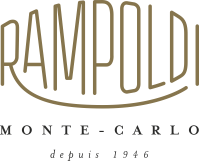 RAMPOLDI
MONTE-CARLO
depuis 1946